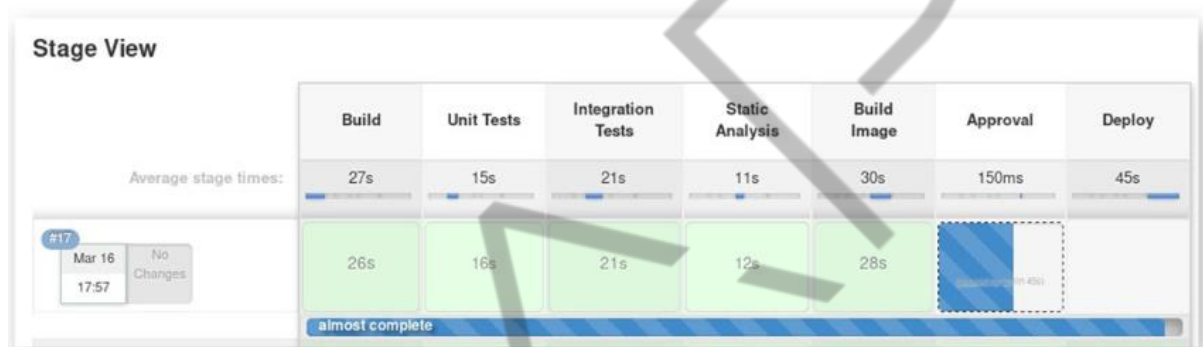 Stage View
Build Unit Tests Integration Tests Static Analysis Build Image Approval Deploy
Average stage times: 27s 15s 21s 11s 30s 150ms 45s
#17
Mar 16 No Changes
17:57
26s 16s 21s 12s 28s
almost complete